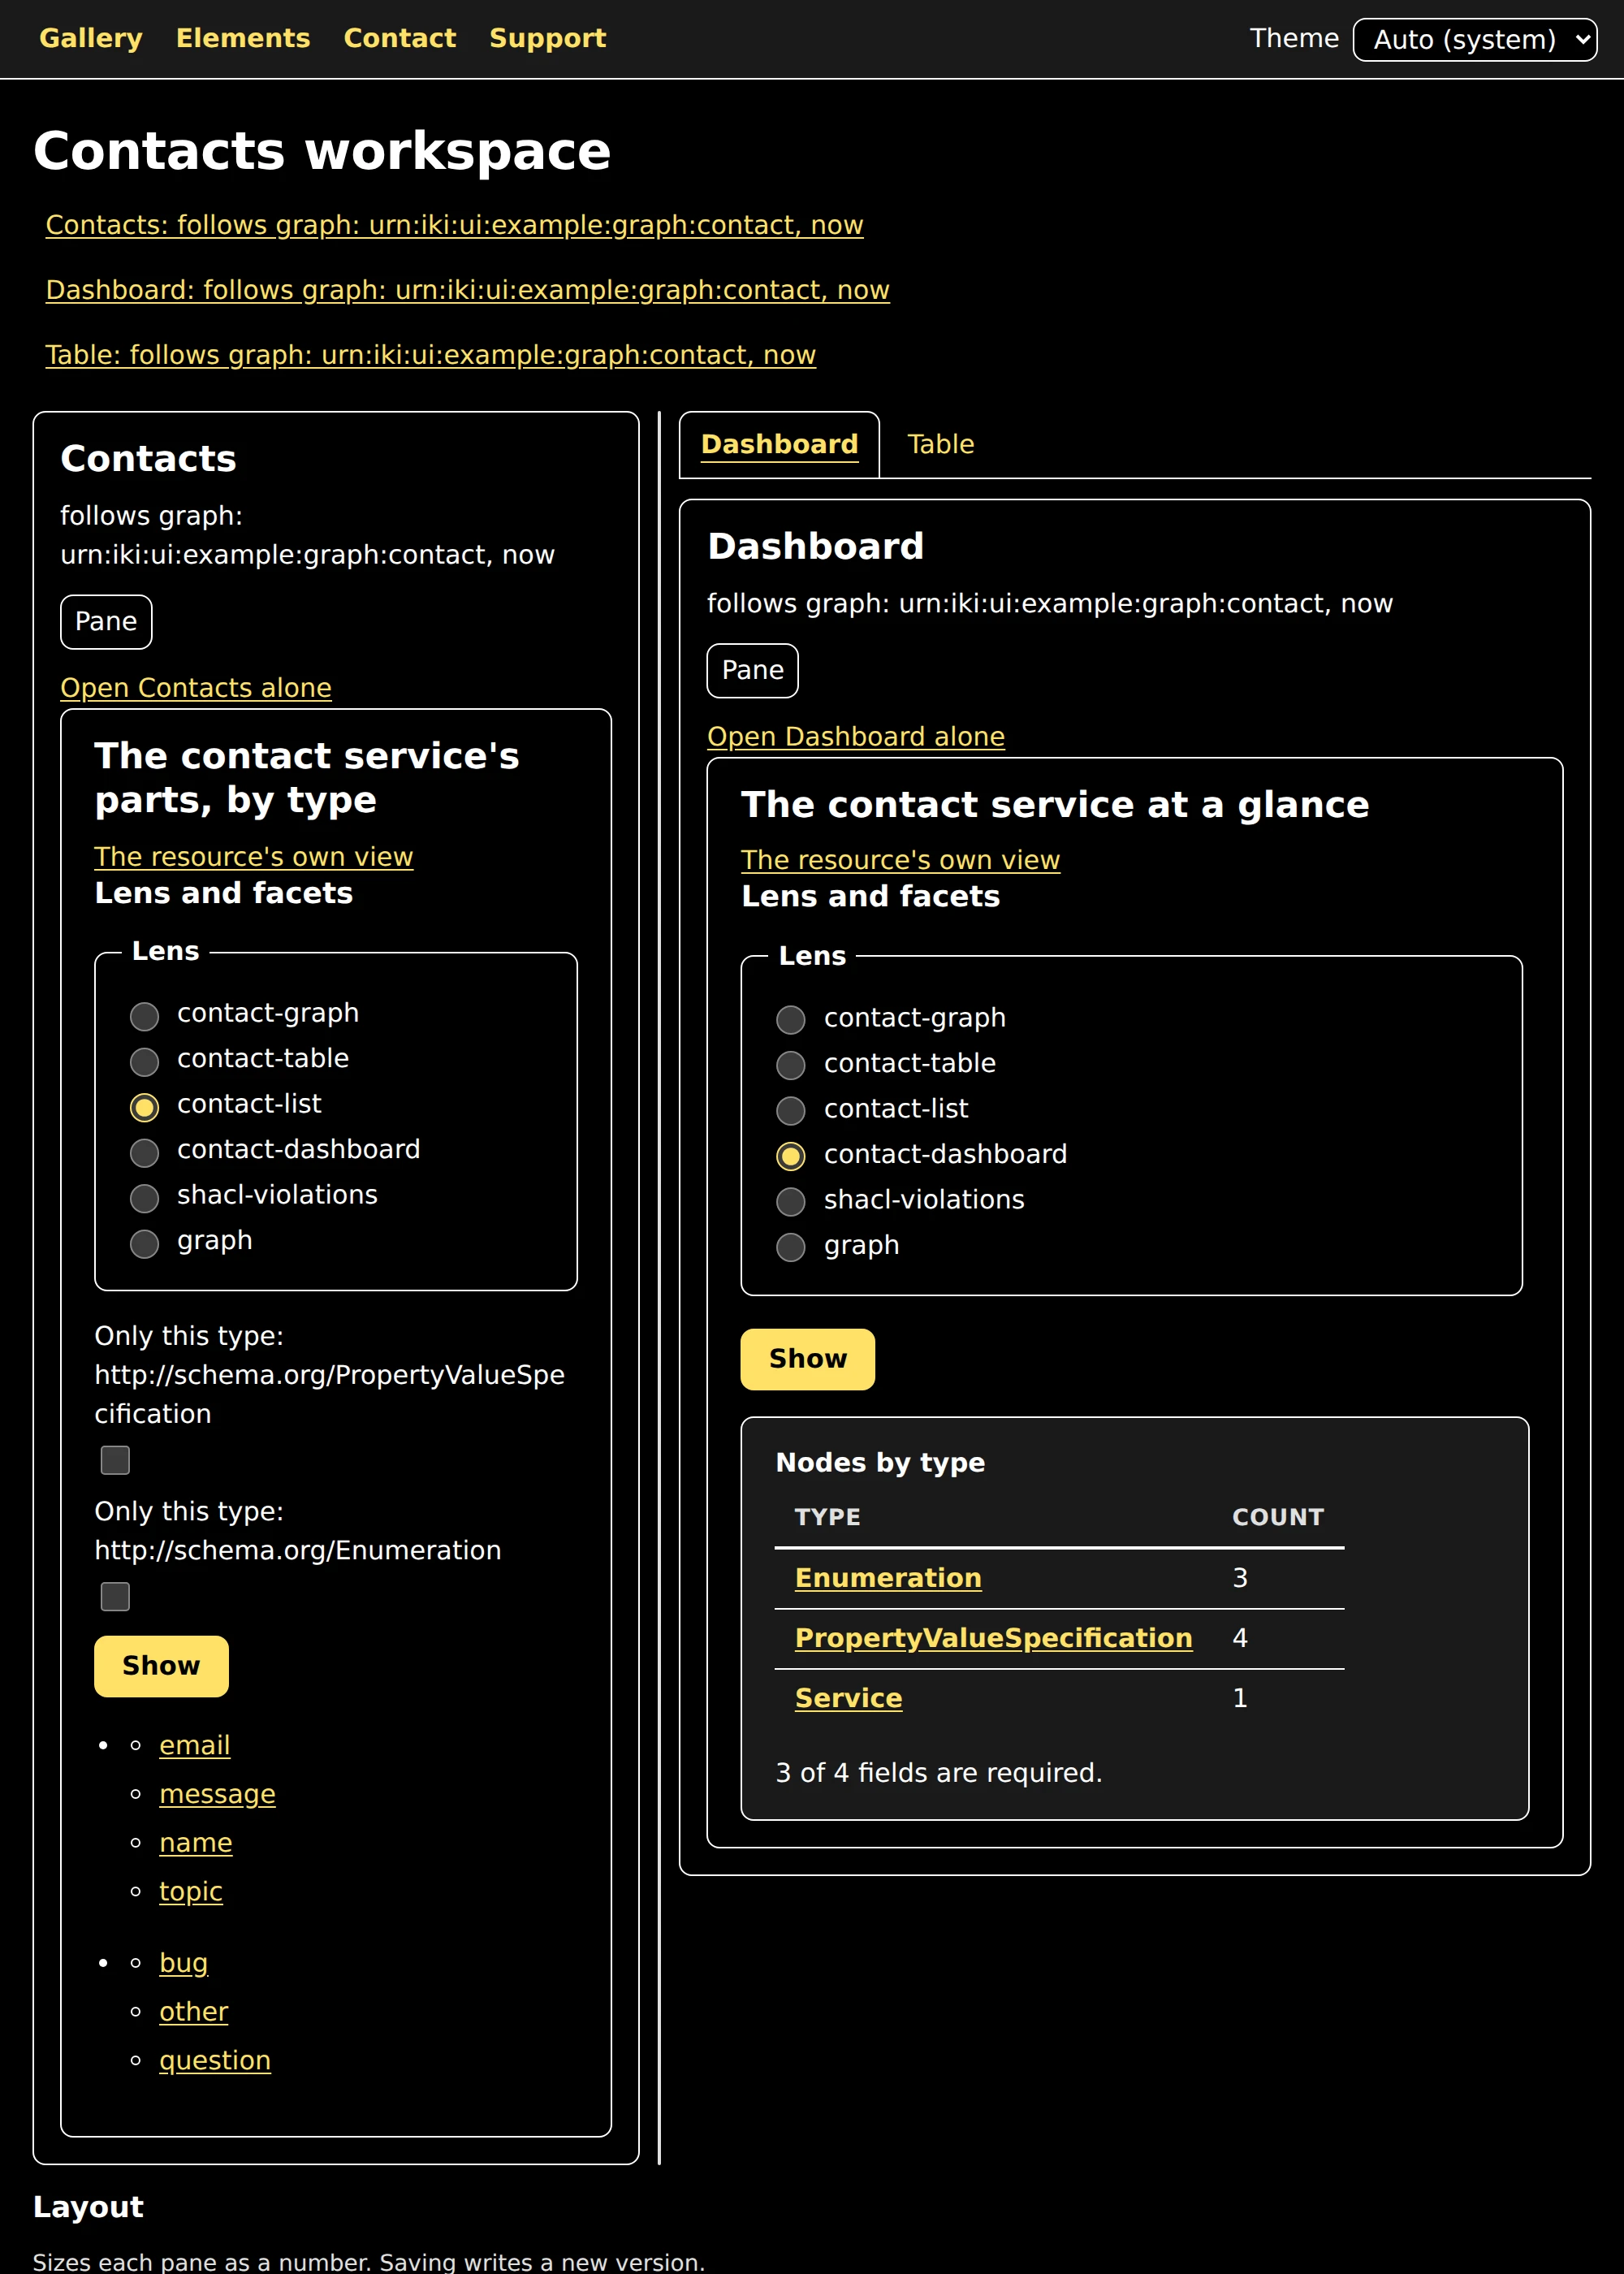 Gallery Elements Contact Support Theme Auto (system)
Contacts workspace
Contacts: follows graph: urn:iki:ui:example:graph:contact, now
Dashboard: follows graph: urn:iki:ui:example:graph:contact, now
Table: follows graph: urn:iki:ui:example:graph:contact, now
Contacts
follows graph:
urn:iki:ui:example:graph:contact, now
Pane
Open Contacts alone
The contact service's
parts, by type
The resource's own view
Lens and facets
Lens
contact-graph
contact-table
contact-list
contact-dashboard
shacl-violations
graph
Only this type:
http://schema.org/PropertyValueSpe
cification
Only this type:
http://schema.org/Enumeration
Show
email
message
name
topic
bug
other
question
Dashboard Table
Dashboard
follows graph: urn:iki:ui:example:graph:contact, now
Pane
Open Dashboard alone
The contact service at a glance
The resource's own view
Lens and facets
Lens
contact-graph
contact-table
contact-list
contact-dashboard
shacl-violations
graph
Show
Nodes by type
TYPE COUNT
Enumeration 3
PropertyValueSpecification 4
Service 1
3 of 4 fields are required.
Layout
Sizes each pane as a number. Saving writes a new version.